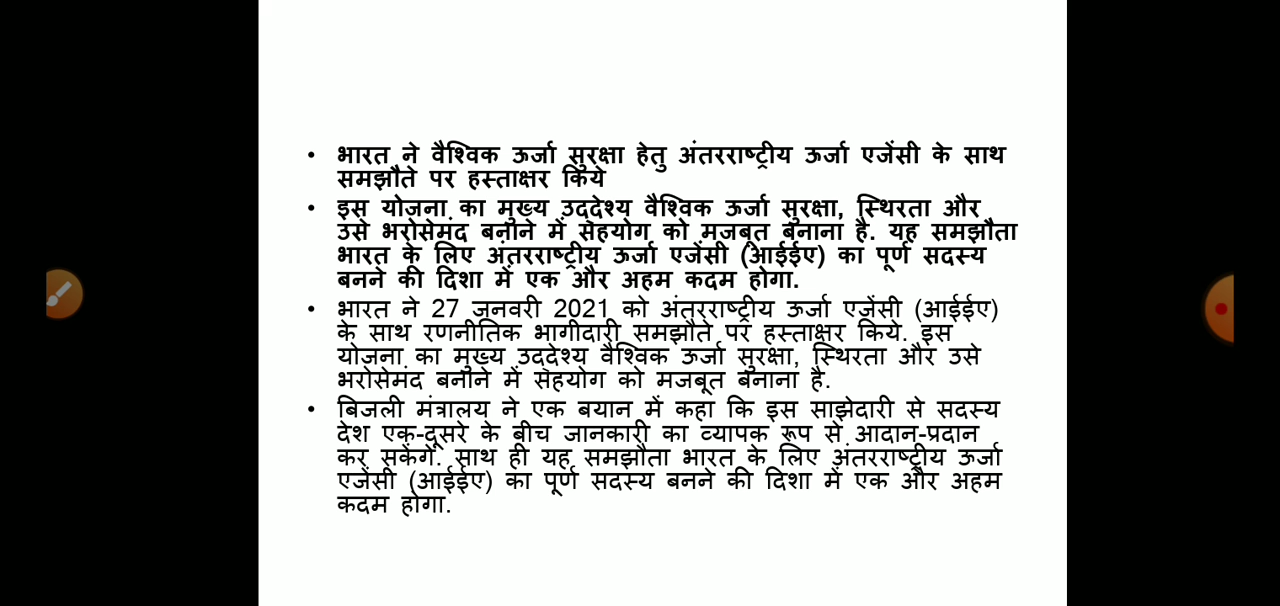 • भारत ने वैश्विक ऊर्जा सुरक्षा हेतु अंतरराष्ट्रीय ऊर्जा एजेंसी के साथ
समझौते पर हस्ताक्षर किये
• इस योजना का मुख्य उद्देश्य वैश्विक ऊर्जा सुरक्षा, स्थिरता और
उसे भरोसेमंद बनाने में सहयोग को मजबूत बनाना है. यह समझौता
भारत के लिए अंतरराष्ट्रीय ऊर्जा एजेंसी (आईईए) का पूर्ण सदस्य
बनने की दिशा में एक और अहम कदम होगा.
• भारत ने 27 जनवरी 2021 को अंतरराष्ट्रीय ऊर्जा एजेंसी (आईईए)
के साथ रणनीतिक भागीदारी समझौते पर हस्ताक्षर किये. इस
योजना का मुख्य उद्देश्य वैश्विक ऊर्जा सुरक्षा, स्थिरता और उसे
भरोसेमंद बनाने में सहयोग को मजबूत बनाना है.
• बिजली मंत्रालय ने एक बयान में कहा कि इस साझेदारी से सदस्य
देश एक-दूसरे के बीच जानकारी का व्यापक रूप से आदान-प्रदान
कर सकेंगे. साथ ही यह समझौता भारत के लिए अंतरराष्ट्रीय ऊर्जा
एजेंसी (आईईए) का पूर्ण सदस्य बनने की दिशा में एक और अहम
कदम होगा.